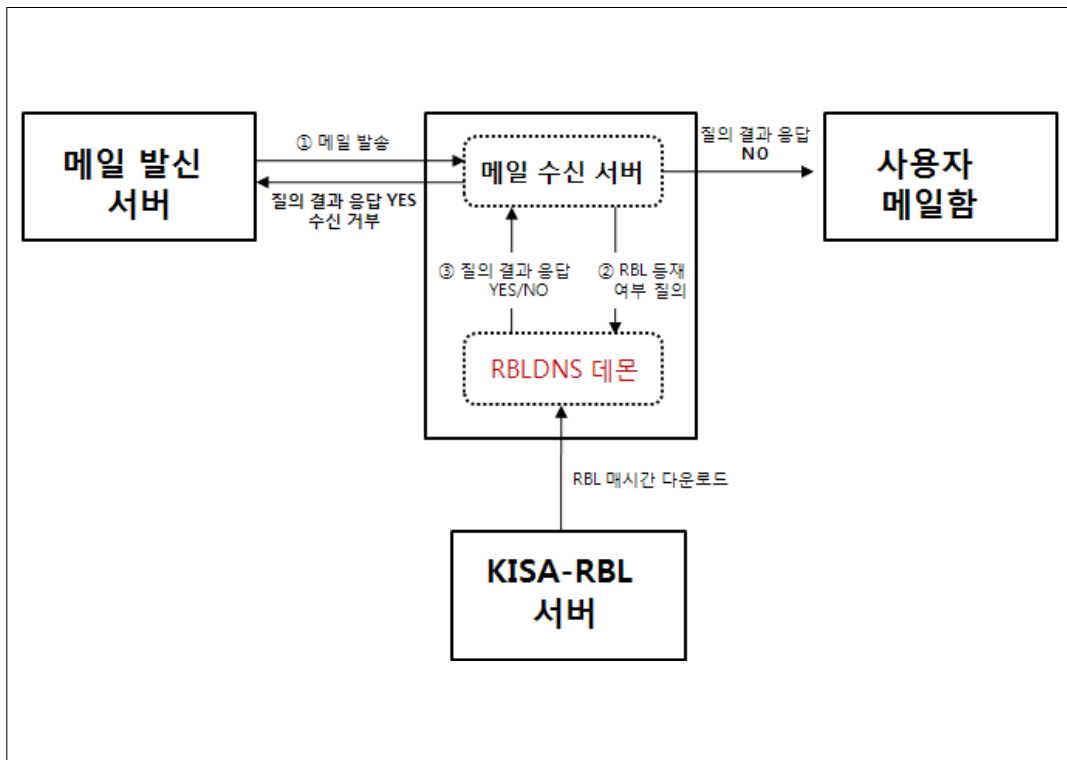 메일 발신
서버
① 메일 발송
질의 결과 응답 YES
수신 거부
메일 수신 서버
질의 결과 응답
NO
사용자
메일함
③ 질의 결과 응답
YES/NO
② RBL 등재
여부 질의
RBLDNS 데몬
RBL 매시간 다운로드
KISA-RBL
서버